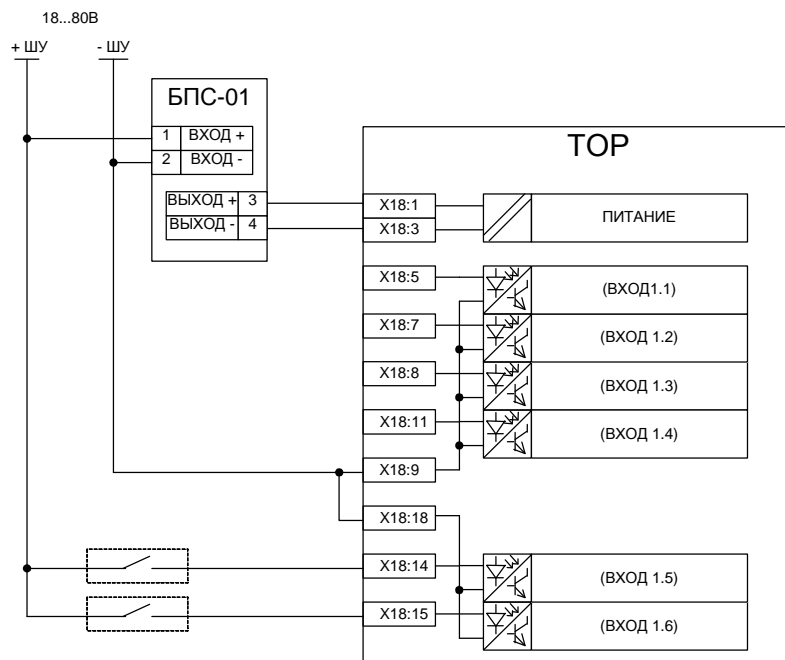 18...80В
+ ШУ
- ШУ
БПС-01
1 ВХОД +
2 ВХОД -
ВЫХОД + 3
ВЫХОД - 4
ТОР
X18:1
X18:3
ПИТАНИЕ
X18:5
(ВХОД1.1)
X18:7
(ВХОД 1.2)
X18:8
(ВХОД 1.3)
X18:11
(ВХОД 1.4)
X18:9
X18:18
X18:14
(ВХОД 1.5)
X18:15
(ВХОД 1.6)